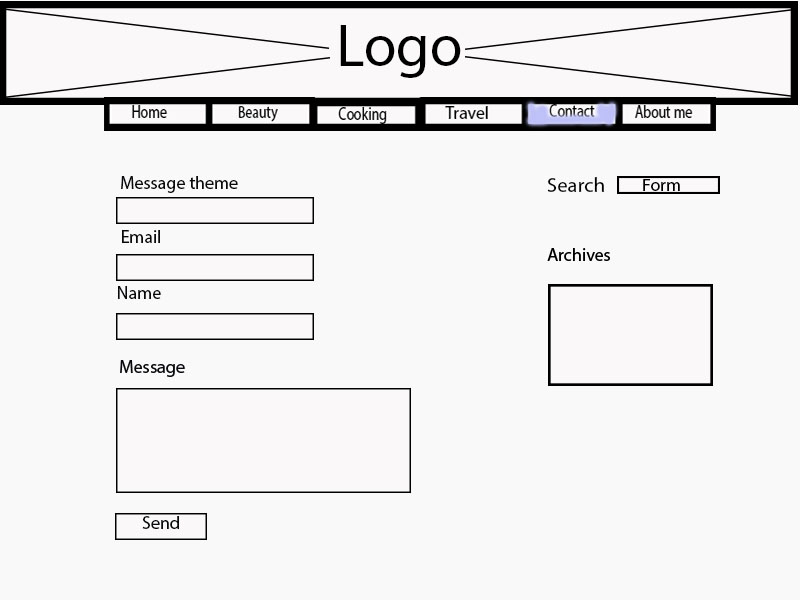 Logo
Home
Beauty
Cooking
Travel
Contact
About me
Message theme
Email
Name
Message
Send
Search
Form
Archives